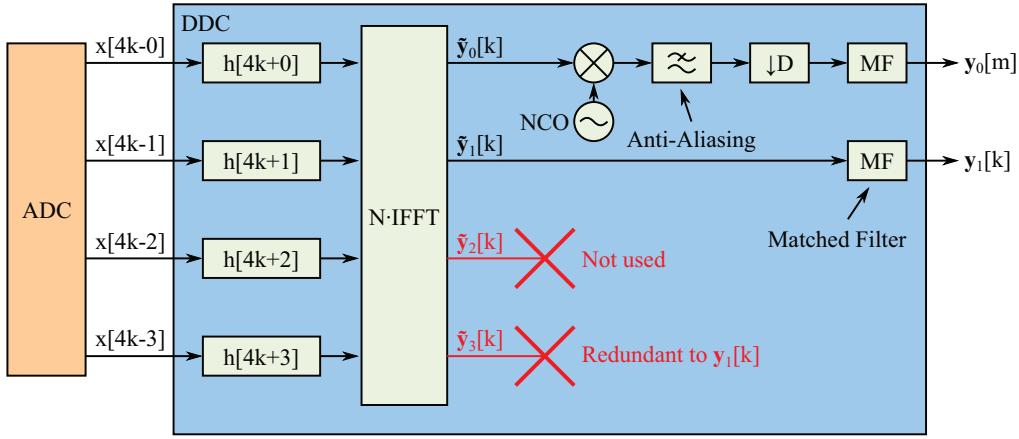 DDC
ADC
x[4k-0]
h[4k+0]
ỹ₀[k]
NCO
Anti-Aliasing
↓D
MF
y₀[m]
x[4k-1]
h[4k+1]
N·IFFT
ỹ₁[k]
MF
y₁[k]
Matched Filter
x[4k-2]
h[4k+2]
ỹ₂[k]
Not used
x[4k-3]
h[4k+3]
ỹ₃[k]
Redundant to y₁[k]